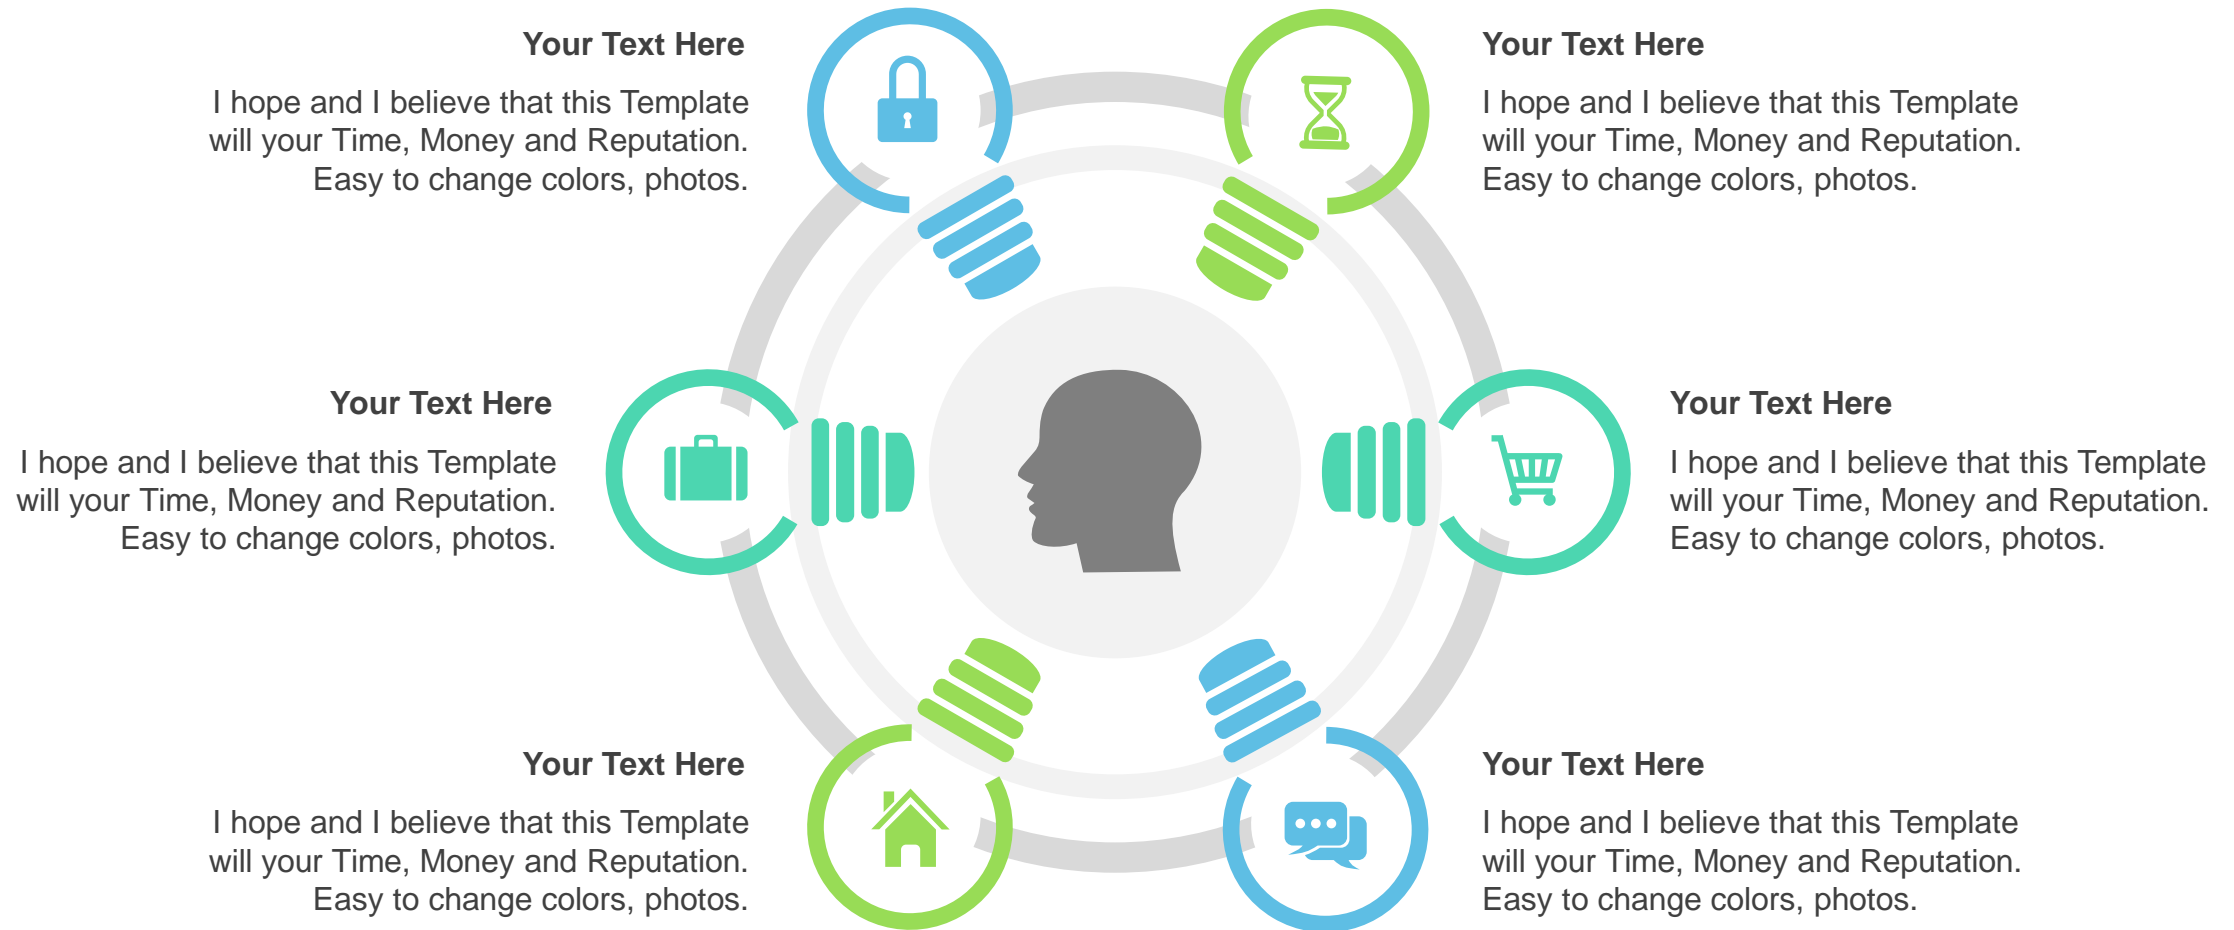 Your Text Here
I hope and I believe that this Template
will your Time, Money and Reputation.
Easy to change colors, photos.
Your Text Here
I hope and I believe that this Template
will your Time, Money and Reputation.
Easy to change colors, photos.
Your Text Here
I hope and I believe that this Template
will your Time, Money and Reputation.
Easy to change colors, photos.
Your Text Here
I hope and I believe that this Template
will your Time, Money and Reputation.
Easy to change colors, photos.
Your Text Here
I hope and I believe that this Template
will your Time, Money and Reputation.
Easy to change colors, photos.
Your Text Here
I hope and I believe that this Template
will your Time, Money and Reputation.
Easy to change colors, photos.